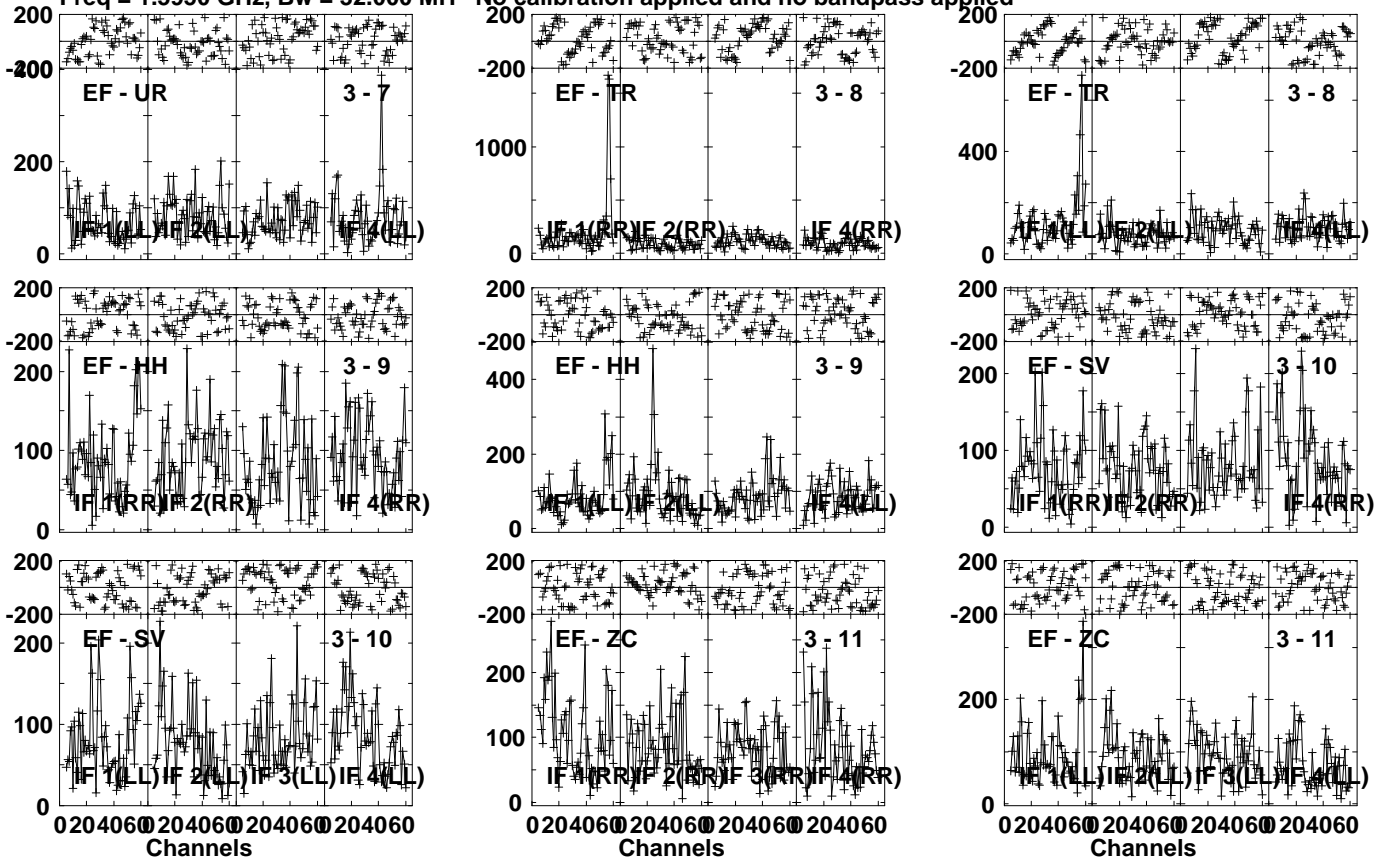 Freq = 1.5950 GHz, Bw = 32.000 MH No calibration applied and no bandpass applied
200 200 200
-200 -200 -200
400
EF - UR 3 - 7 EF - TR 3 - 8 EF - TR 3 - 8
200 1000 400
IF 1(LL) IF 2(LL) IF 4(LL) IF 1(RR) IF 2(RR) IF 4(RR) IF 1(LL) IF 2(LL) IF 4(LL)
0 0 0
200 200 200
-200 -200 -200
EF - HH 3 - 9 EF - HH 3 - 9 EF - SV 3 - 10
200 400 200
100 200 100
IF 1(RR) IF 2(RR) IF 4(RR) IF 1(LL) IF 2(LL) IF 4(LL) IF 1(RR) IF 2(RR) IF 4(RR)
0 0 0
200 200 200
-200 -200 -200
EF - SV 3 - 10 EF - ZC 3 - 11 EF - ZC 3 - 11
200 200 200
100 100
IF 1(LL) IF 2(LL) IF 3(LL) IF 4(LL) IF 1(RR) IF 2(RR) IF 3(RR) IF 4(RR) IF 1(LL) IF 2(LL) IF 3(LL) IF 4(LL)
0 0 0
0 20 40 60 0 20 40 60 0 20 40 60 0 20 40 60 0 20 40 60 0 20 40 60 0 20 40 60 0 20 40 60 0 20 40 60 0 20 40 60 0 20 40 60 0 20 40 60
Channels Channels Channels